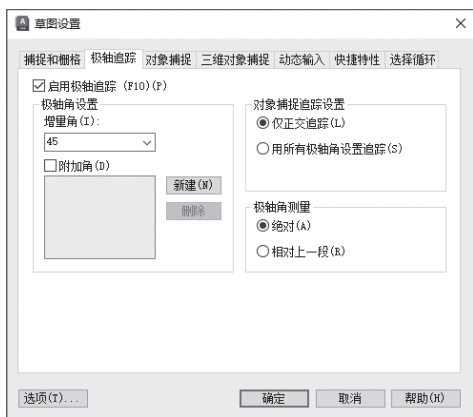 草图设置
捕捉和栅格 极轴追踪 对象捕捉 三维对象捕捉 动态输入 快捷特性 选择循环
启用极轴追踪 (F10)(P)
极轴角设置
增量角(I):
45
附加角(D)
新建(N)
删除
对象捕捉追踪设置
仅正交追踪(L)
用所有极轴角设置追踪(S)
极轴角测量
绝对(A)
相对上一段(R)
选项(T)... 确定 取消 帮助(H)